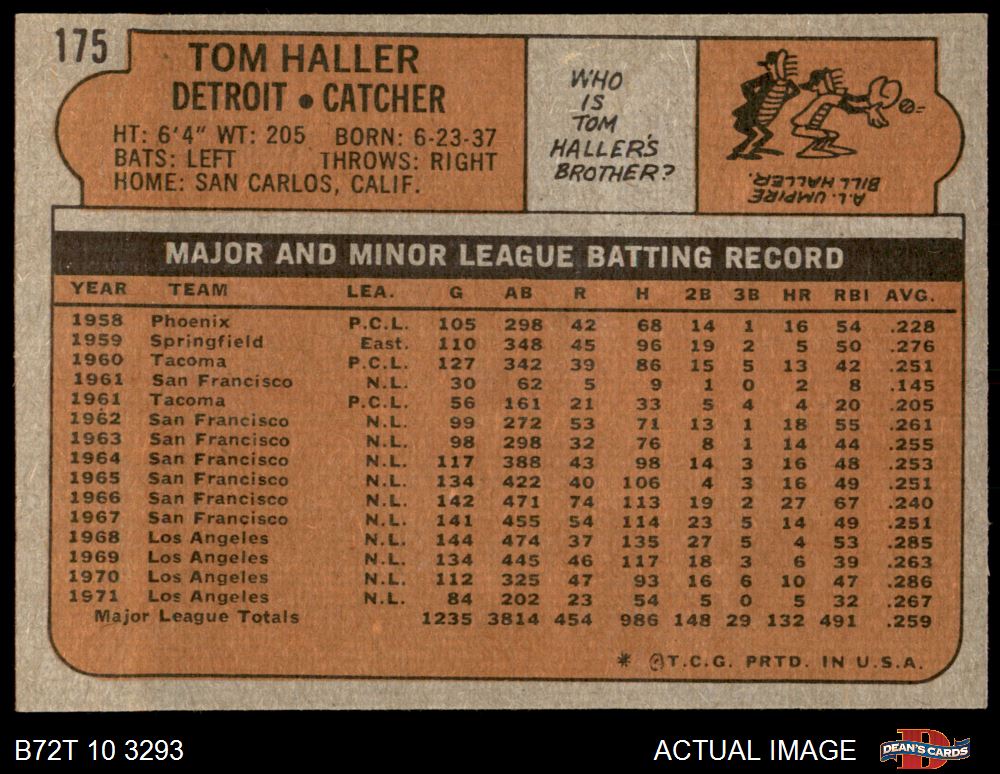 175
TOM HALLER
DETROIT • CATCHER
HT: 6'4" WT: 205 BORN: 6-23-37
BATS: LEFT THROWS: RIGHT
HOME: SAN CARLOS, CALIF.
WHO
IS
TOM
HALLER'S
BROTHER?
A.L. UMPIRE
BILL HALLER.
MAJOR AND MINOR LEAGUE BATTING RECORD
YEAR TEAM LEA. G AB R H 2B 3B HR RBI AVG.
1958 Phoenix P.C.L. 105 298 42 68 14 1 16 54 .228
1959 Springfield East. 110 348 45 96 19 2 5 50 .276
1960 Tacoma P.C.L. 127 342 39 86 15 5 13 42 .251
1961 San Francisco N.L. 30 62 5 9 1 0 2 8 .145
1961 Tacoma P.C.L. 56 161 21 33 5 4 4 20 .205
1962 San Francisco N.L. 99 272 53 71 13 1 18 55 .261
1963 San Francisco N.L. 98 298 32 76 8 1 14 44 .255
1964 San Francisco N.L. 117 388 43 98 14 3 16 48 .253
1965 San Francisco N.L. 134 422 40 106 4 3 16 49 .251
1966 San Francisco N.L. 142 471 74 113 19 2 27 67 .240
1967 San Francisco N.L. 141 455 54 114 23 5 14 49 .251
1968 Los Angeles N.L. 144 474 37 135 27 5 4 53 .285
1969 Los Angeles N.L. 134 445 46 117 18 3 6 39 .263
1970 Los Angeles N.L. 112 325 47 93 16 6 10 47 .286
1971 Los Angeles N.L. 84 202 23 54 5 0 5 32 .267
Major League Totals 1235 3814 454 986 148 29 132 491 .259
* ©T.C.G. PRTD. IN U.S.A.
B72T 10 3293 ACTUAL IMAGE DEAN'S CARDS